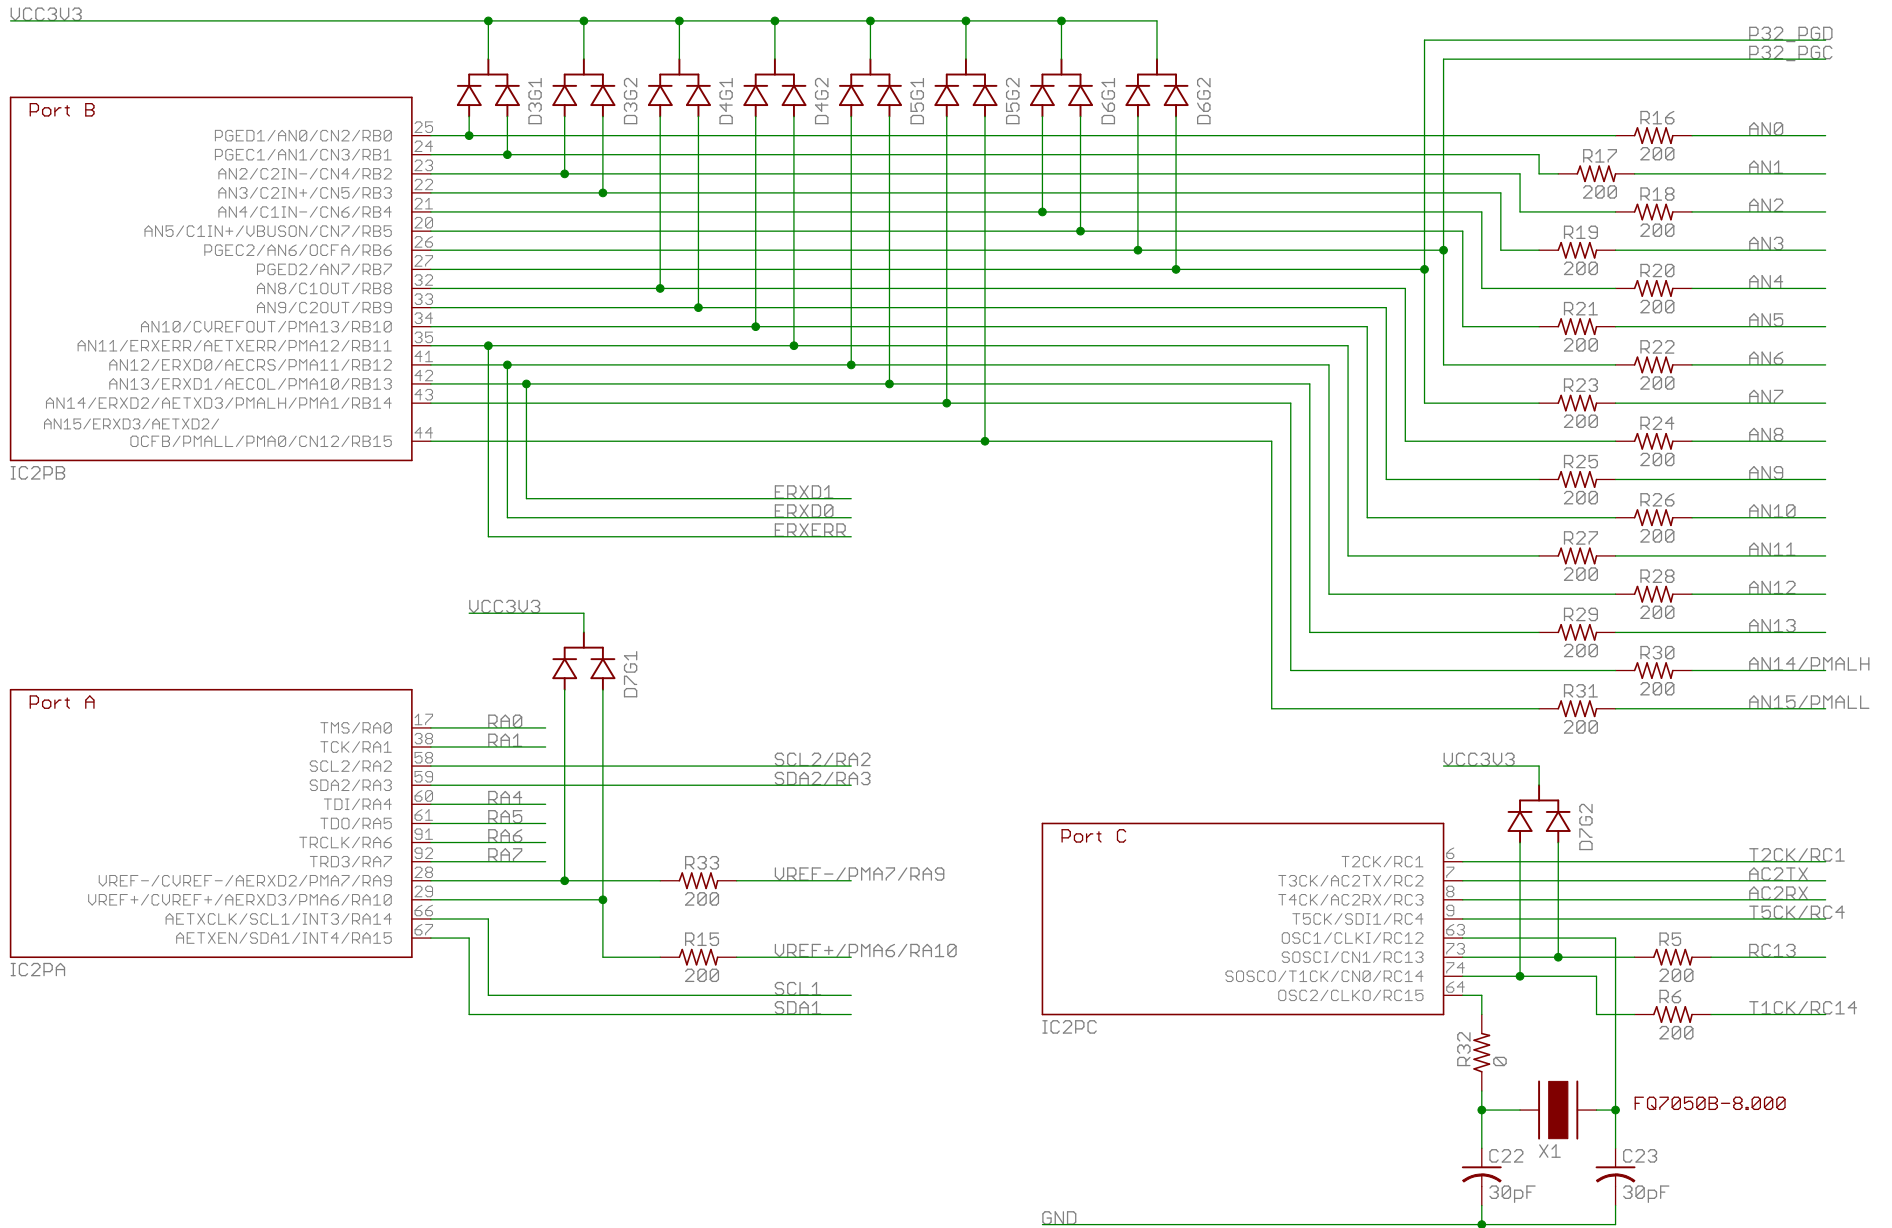 VCC3V3
P32_PGD
P32_PGC
D3G1
D3G2
D4G1
D4G2
D5G1
D5G2
D6G1
D6G2
Port B
PGED1/AN0/CN2/RB0 25
PGEC1/AN1/CN3/RB1 24
AN2/C2IN-/CN4/RB2 23
AN3/C2IN+/CN5/RB3 22
AN4/C1IN-/CN6/RB4 21
AN5/C1IN+/VBUSON/CN7/RB5 20
PGEC2/AN6/OCFA/RB6 26
PGED2/AN7/RB7 27
AN8/C1OUT/RB8 32
AN9/C2OUT/RB9 33
AN10/CVREFOUT/PMA13/RB10 34
AN11/ERXERR/AETXERR/PMA12/RB11 35
AN12/ERXD0/AECRS/PMA11/RB12 41
AN13/ERXD1/AECOL/PMA10/RB13 42
AN14/ERXD2/AETXD3/PMALH/PMA1/RB14 43
AN15/ERXD3/AETXD2/
OCFB/PMALL/PMA0/CN12/RB15 44
IC2PB
ERXD1
ERXD0
ERXERR
R16
200
AN0
R17
200
AN1
R18
200
AN2
R19
200
AN3
R20
200
AN4
R21
200
AN5
R22
200
AN6
R23
200
AN7
R24
200
AN8
R25
200
AN9
R26
200
AN10
R27
200
AN11
R28
200
AN12
R29
200
AN13
R30
200
AN14/PMALH
R31
200
AN15/PMALL
VCC3V3
D7G1
Port A
TMS/RA0 17 RA0
TCK/RA1 38 RA1
SCL2/RA2 58 SCL2/RA2
SDA2/RA3 59 SDA2/RA3
TDI/RA4 60 RA4
TDO/RA5 61 RA5
TRCLK/RA6 91 RA6
TRD3/RA7 92 RA7
VREF-/CVREF-/AERXD2/PMA7/RA9 28
VREF+/CVREF+/AERXD3/PMA6/RA10 29
AETXCLK/SCL1/INT3/RA14 66
AETXEN/SDA1/INT4/RA15 67
IC2PA
R33
200
VREF-/PMA7/RA9
R15
200
VREF+/PMA6/RA10
SCL1
SDA1
VCC3V3
D7G2
Port C
T2CK/RC1 6 T2CK/RC1
T3CK/AC2TX/RC2 7 AC2TX
T4CK/AC2RX/RC3 8 AC2RX
T5CK/SDI1/RC4 9 T5CK/RC4
OSC1/CLKI/RC12 63
SOSCI/CN1/RC13 73
SOSCO/T1CK/CN0/RC14 74
OSC2/CLKO/RC15 64
IC2PC
R5
200
RC13
R6
200
T1CK/RC14
R32
0
FQ7050B-8.000
X1
C22
30pF
C23
30pF
GND